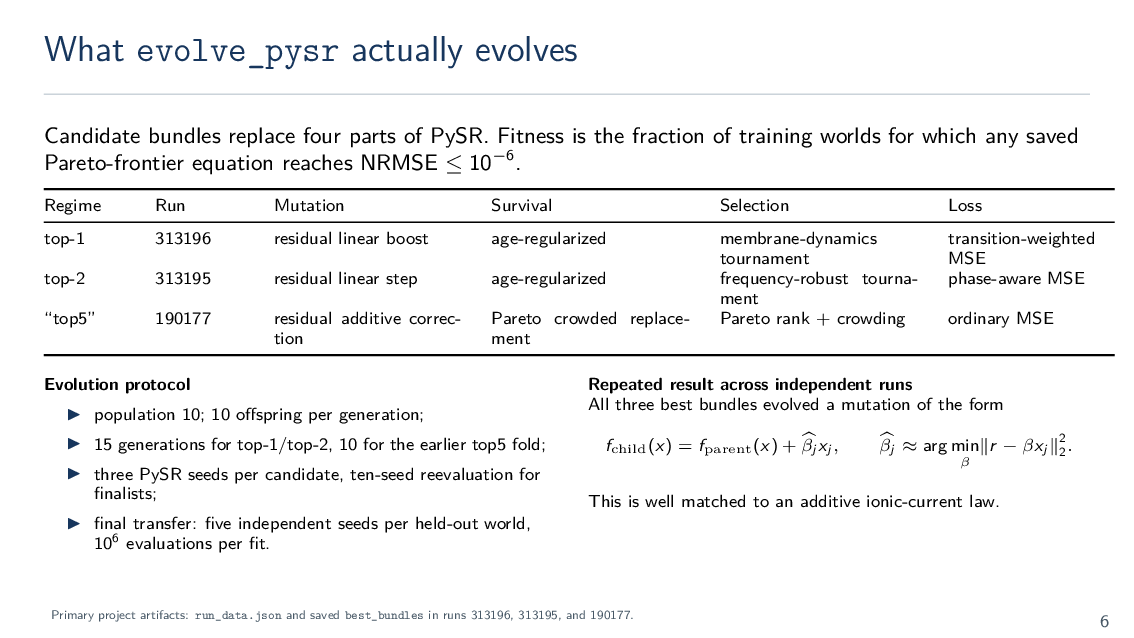 What evolve_pysr actually evolves
Candidate bundles replace four parts of PySR. Fitness is the fraction of training worlds for which any saved
Pareto-frontier equation reaches NRMSE ≤ 10⁻⁶.
Regime Run Mutation Survival Selection Loss
top-1 313196 residual linear boost age-regularized membrane-dynamics transition-weighted
tournament MSE
top-2 313195 residual linear step age-regularized frequency-robust tourna- phase-aware MSE
ment
“top5” 190177 residual additive correc- Pareto crowded replace- Pareto rank + crowding ordinary MSE
tion ment
Evolution protocol
▶ population 10; 10 offspring per generation;
▶ 15 generations for top-1/top-2, 10 for the earlier top5 fold;
▶ three PySR seeds per candidate, ten-seed reevaluation for
finalists;
▶ final transfer: five independent seeds per held-out world,
10⁶ evaluations per fit.
Repeated result across independent runs
All three best bundles evolved a mutation of the form
f_child(x) = f_parent(x) + β̂_j x_j, β̂_j ≈ arg min_β ‖r − βx_j‖₂².
This is well matched to an additive ionic-current law.
Primary project artifacts: run_data.json and saved best_bundles in runs 313196, 313195, and 190177.
6